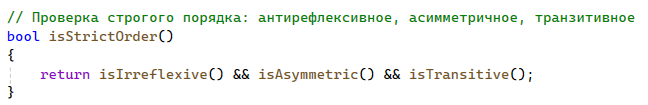 // Проверка строгого порядка: антирефлексивное, асимметричное, транзитивное
bool isStrictOrder()
{
    return isIrreflexive() && isAsymmetric() && isTransitive();
}